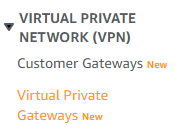 VIRTUAL PRIVATE
NETWORK (VPN)
Customer Gateways New
Virtual Private
Gateways New